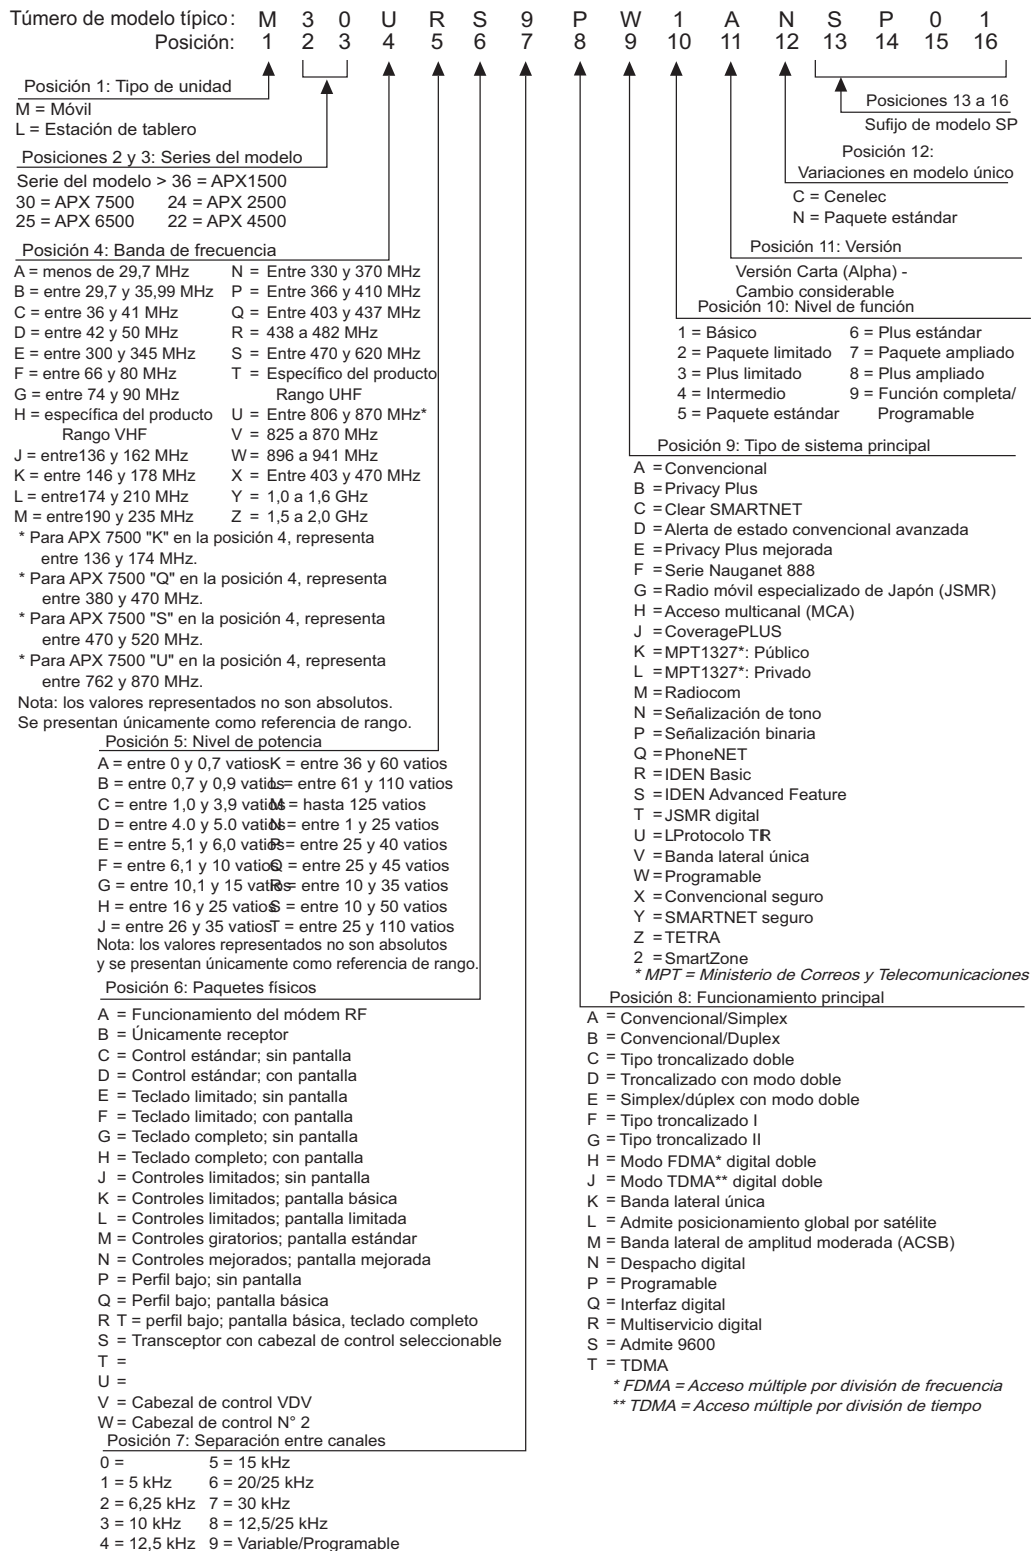 Túmero de modelo típico: M 3 0 U R S 9 P W 1 A N S P 0 1
Posición: 1 2 3 4 5 6 7 8 9 10 11 12 13 14 15 16
Posición 1: Tipo de unidad
M = Móvil
L = Estación de tablero
Posiciones 2 y 3: Series del modelo
Serie del modelo > 36 = APX1500
30 = APX 7500 24 = APX 2500
25 = APX 6500 22 = APX 4500
Posición 4: Banda de frecuencia
A = menos de 29,7 MHz
B = entre 29,7 y 35,99 MHz
C = entre 36 y 41 MHz
D = entre 42 y 50 MHz
E = entre 300 y 345 MHz
F = entre 66 y 80 MHz
G = entre 74 y 90 MHz
H = específica del producto
Rango VHF
J = entre136 y 162 MHz
K = entre 146 y 178 MHz
L = entre174 y 210 MHz
M = entre190 y 235 MHz
N = Entre 330 y 370 MHz
P = Entre 366 y 410 MHz
Q = Entre 403 y 437 MHz
R = 438 a 482 MHz
S = Entre 470 y 620 MHz
T = Específico del producto
Rango UHF
U = Entre 806 y 870 MHz*
V = 825 a 870 MHz
W = 896 a 941 MHz
X = Entre 403 y 470 MHz
Y = 1,0 a 1,6 GHz
Z = 1,5 a 2,0 GHz
* Para APX 7500 "K" en la posición 4, representa
entre 136 y 174 MHz.
* Para APX 7500 "Q" en la posición 4, representa
entre 380 y 470 MHz.
* Para APX 7500 "S" en la posición 4, representa
entre 470 y 520 MHz.
* Para APX 7500 "U" en la posición 4, representa
entre 762 y 870 MHz.
Nota: los valores representados no son absolutos.
Se presentan únicamente como referencia de rango.
Posición 5: Nivel de potencia
A = entre 0 y 0,7 vatios
B = entre 0,7 y 0,9 vatios
C = entre 1,0 y 3,9 vatios
D = entre 4.0 y 5.0 vatios
E = entre 5,1 y 6,0 vatios
F = entre 6,1 y 10 vatios
G = entre 10,1 y 15 vatios
H = entre 16 y 25 vatios
J = entre 26 y 35 vatios
K = entre 36 y 60 vatios
L = entre 61 y 110 vatios
M = hasta 125 vatios
N = entre 1 y 25 vatios
P = entre 25 y 40 vatios
Q = entre 25 y 45 vatios
R = entre 10 y 35 vatios
S = entre 10 y 50 vatios
T = entre 25 y 110 vatios
Nota: los valores representados no son absolutos
y se presentan únicamente como referencia de rango.
Posición 6: Paquetes físicos
A = Funcionamiento del módem RF
B = Únicamente receptor
C = Control estándar; sin pantalla
D = Control estándar; con pantalla
E = Teclado limitado; sin pantalla
F = Teclado limitado; con pantalla
G = Teclado completo; sin pantalla
H = Teclado completo; con pantalla
J = Controles limitados; sin pantalla
K = Controles limitados; pantalla básica
L = Controles limitados; pantalla limitada
M = Controles giratorios; pantalla estándar
N = Controles mejorados; pantalla mejorada
P = Perfil bajo; sin pantalla
Q = Perfil bajo; pantalla básica
R T = perfil bajo; pantalla básica, teclado completo
S = Transceptor con cabezal de control seleccionable
T =
U =
V = Cabezal de control VDV
W = Cabezal de control N° 2
Posición 7: Separación entre canales
0 = 5 = 15 kHz
1 = 5 kHz 6 = 20/25 kHz
2 = 6,25 kHz 7 = 30 kHz
3 = 10 kHz 8 = 12,5/25 kHz
4 = 12,5 kHz 9 = Variable/Programable
Posiciones 13 a 16
Sufijo de modelo SP
Posición 12:
Variaciones en modelo único
C = Cenelec
N = Paquete estándar
Posición 11: Versión
Versión Carta (Alpha) -
Cambio considerable
Posición 10: Nivel de función
1 = Básico
2 = Paquete limitado
3 = Plus limitado
4 = Intermedio
5 = Paquete estándar
6 = Plus estándar
7 = Paquete ampliado
8 = Plus ampliado
9 = Función completa/
Programable
Posición 9: Tipo de sistema principal
A = Convencional
B = Privacy Plus
C = Clear SMARTNET
D = Alerta de estado convencional avanzada
E = Privacy Plus mejorada
F = Serie Nauganet 888
G = Radio móvil especializado de Japón (JSMR)
H = Acceso multicanal (MCA)
J = CoveragePLUS
K = MPT1327*: Público
L = MPT1327*: Privado
M = Radiocom
N = Señalización de tono
P = Señalización binaria
Q = PhoneNET
R = IDEN Basic
S = IDEN Advanced Feature
T = JSMR digital
U = LProtocolo
V = Banda lateral única
W = Programable
X = Convencional seguro
Y = SMARTNET seguro
Z = TETRA
2 = SmartZone
* MPT = Ministerio de Correos y Telecomunicaciones
Posición 8: Funcionamiento principal
A = Convencional/Simplex
B = Convencional/Duplex
C = Tipo troncalizado doble
D = Troncalizado con modo doble
E = Simplex/dúplex con modo doble
F = Tipo troncalizado I
G = Tipo troncalizado II
H = Modo FDMA* digital doble
J = Modo TDMA** digital doble
K = Banda lateral única
L = Admite posicionamiento global por satélite
M = Banda lateral de amplitud moderada (ACSB)
N = Despacho digital
P = Programable
Q = Interfaz digital
R = Multiservicio digital
S = Admite 9600
T = TDMA
* FDMA = Acceso múltiple por división de frecuencia
** TDMA = Acceso múltiple por división de tiempo